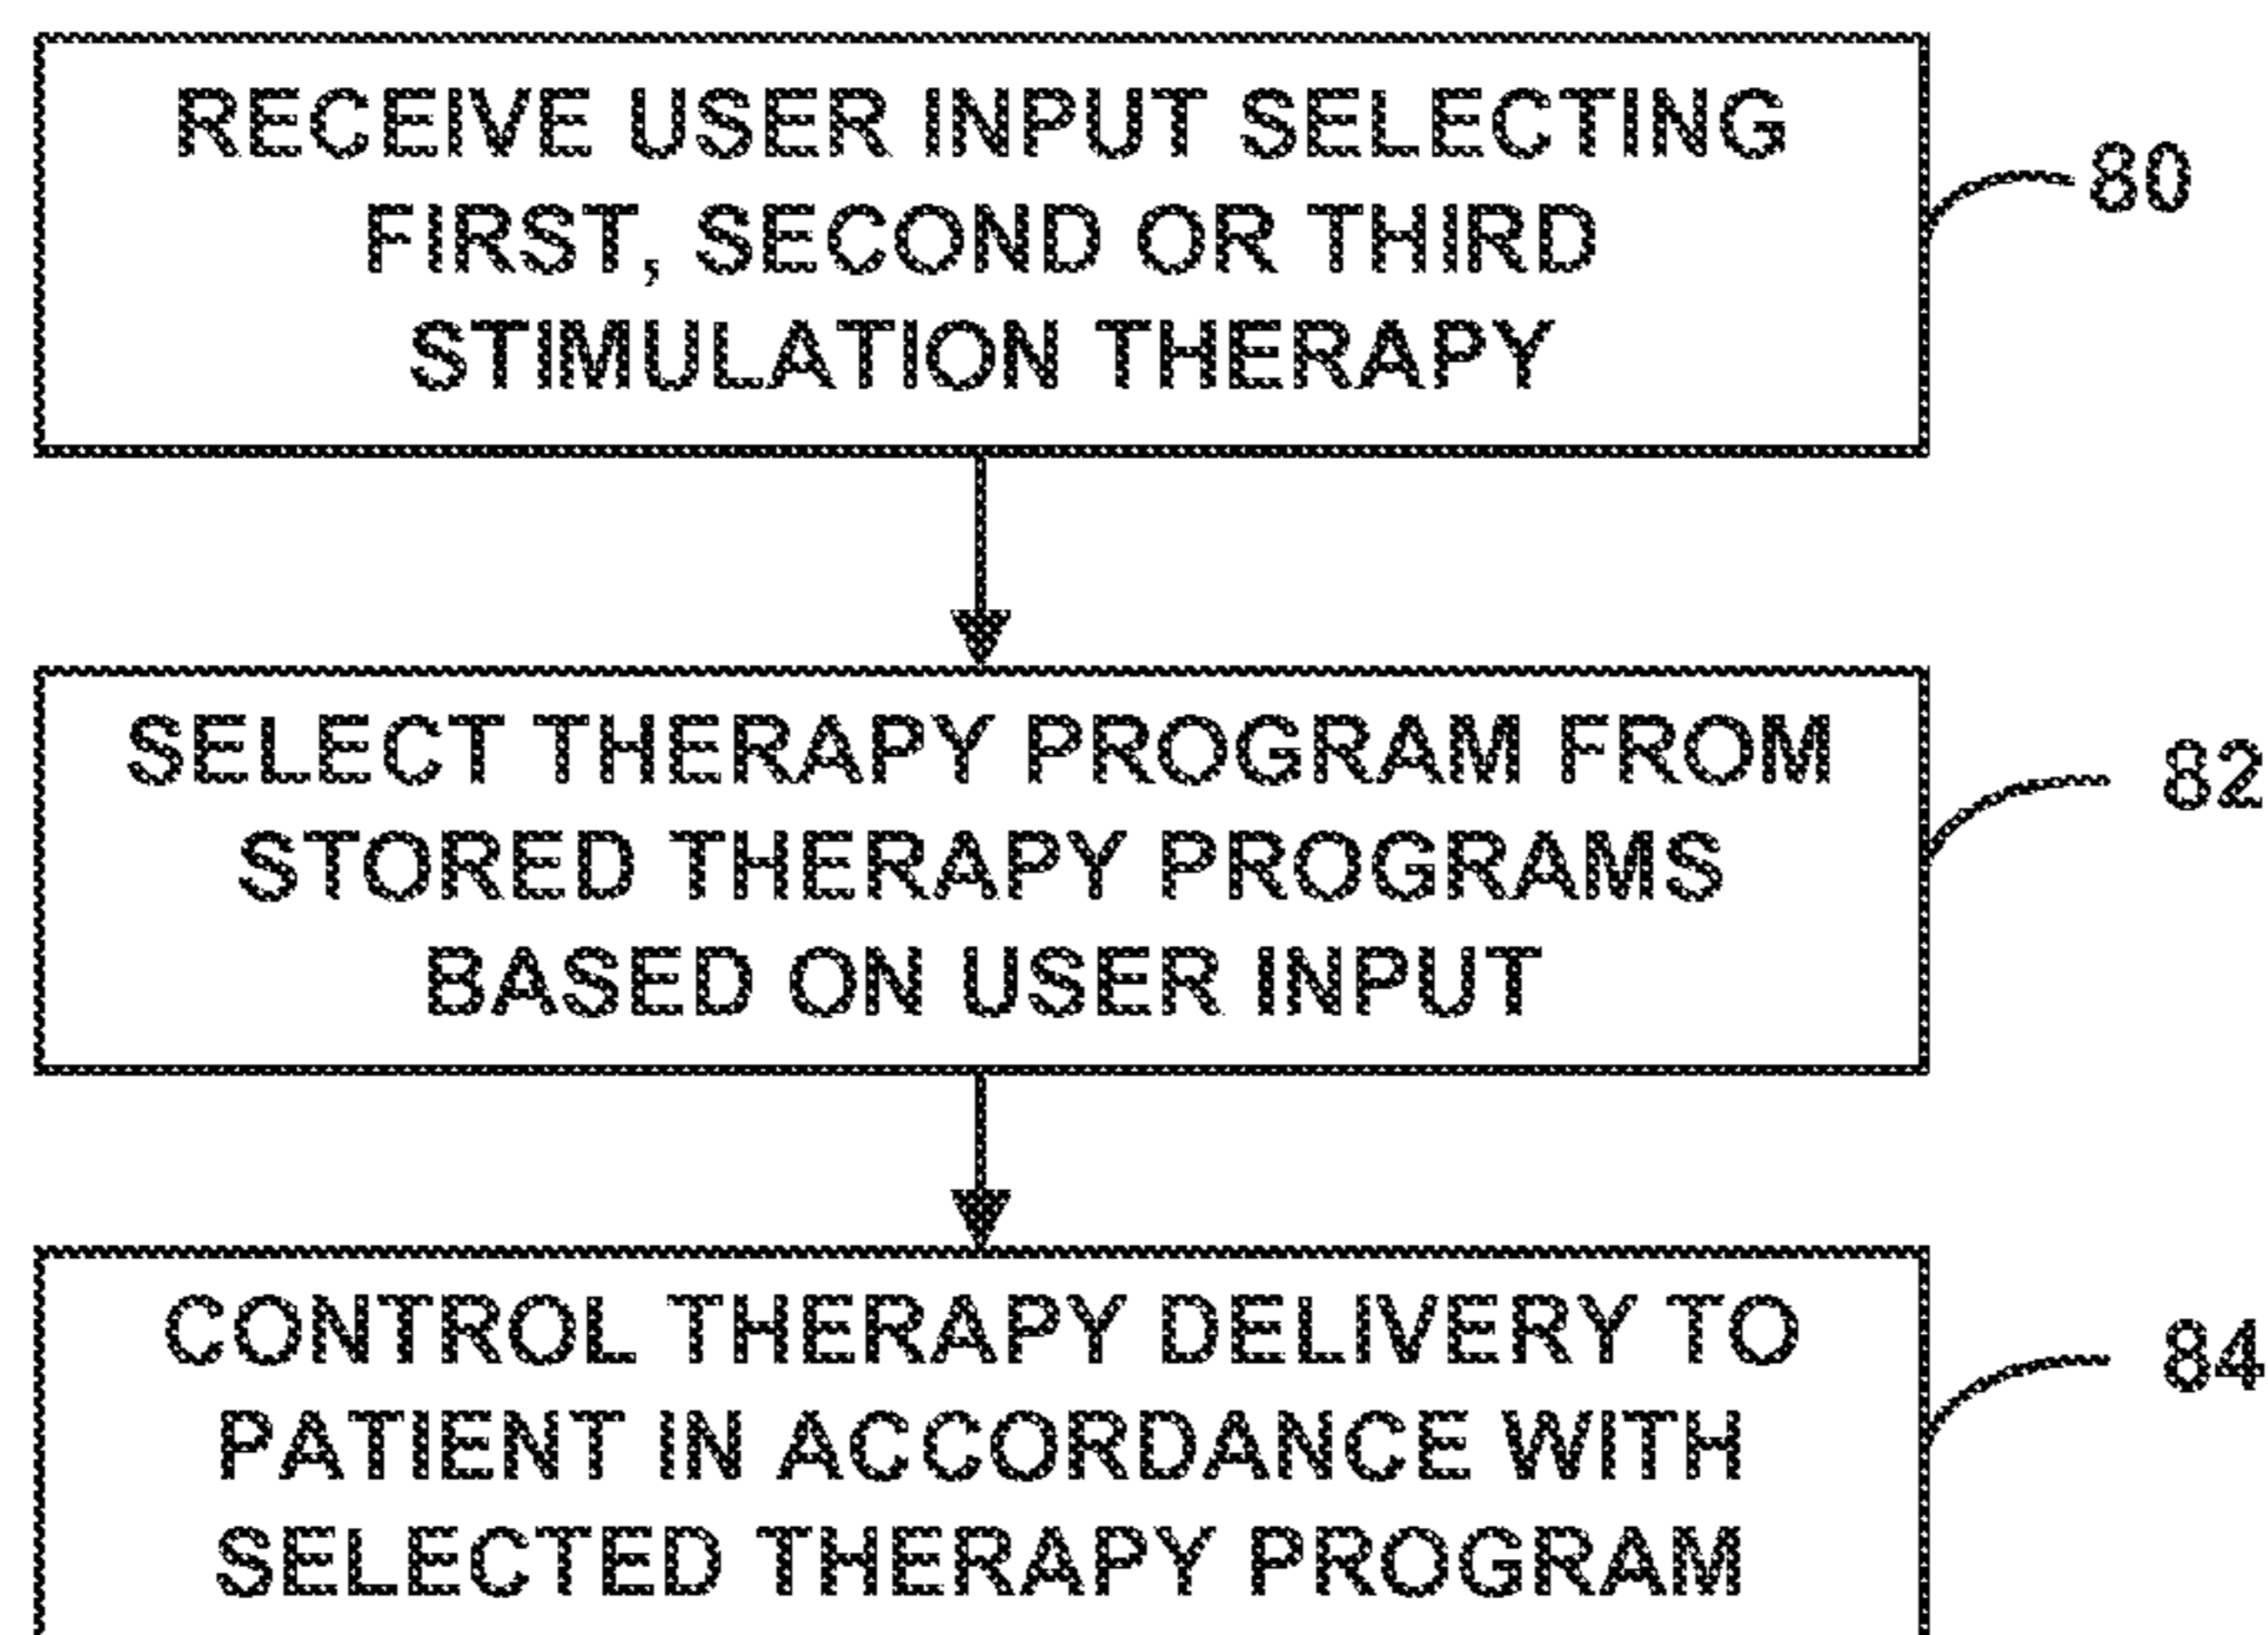 RECEIVE USER INPUT SELECTING
FIRST, SECOND OR THIRD
STIMULATION THERAPY
80
SELECT THERAPY PROGRAM FROM
STORED THERAPY PROGRAMS
BASED ON USER INPUT
82
CONTROL THERAPY DELIVERY TO
PATIENT IN ACCORDANCE WITH
SELECTED THERAPY PROGRAM
84